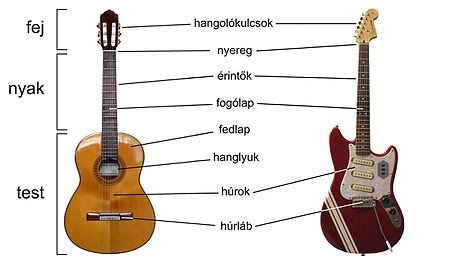 fej
nyak
test
hangolókulcsok
nyereg
érintők
fogólap
fedlap
hanglyuk
húrok
húrláb